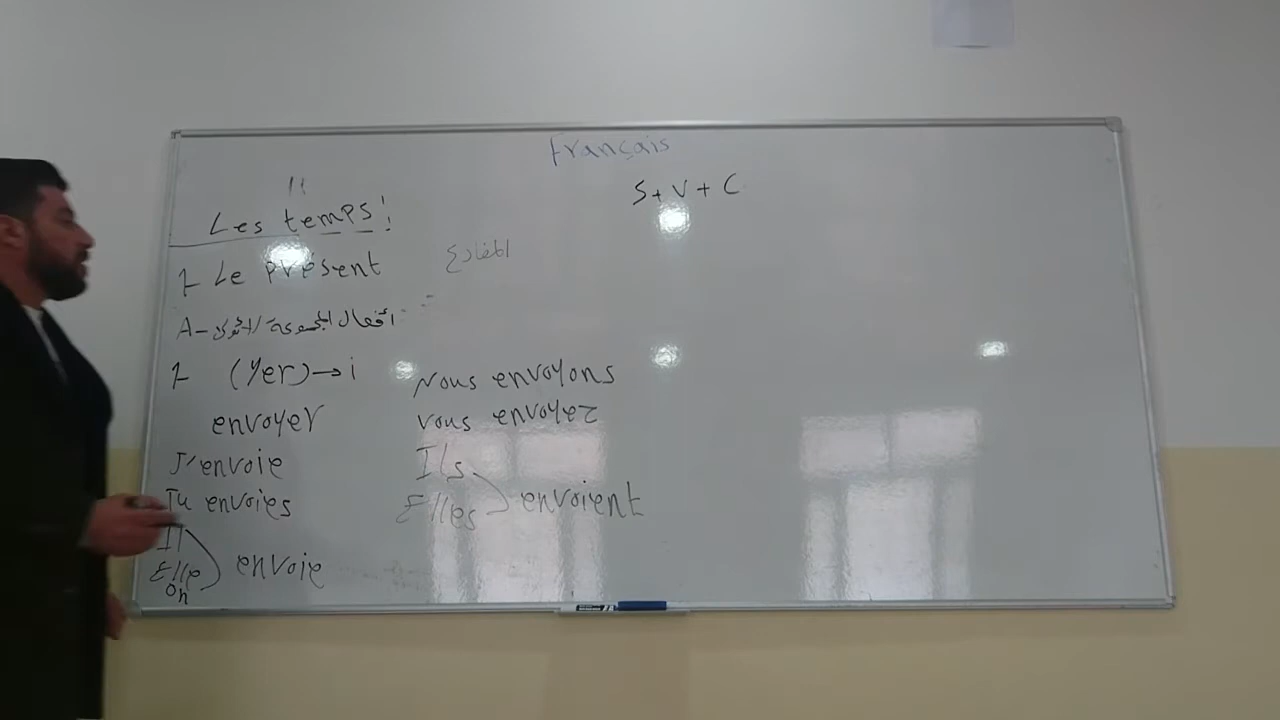 Français
S+ V + C
Les temps!
1- Le présent المضارع
A- أفعال المجموعة الأولى
1- (Yer)→i
envoyer
J'envoie
Tu envoies
Il
Elle envoie
On
Nous envoyons
Vous envoyez
Ils
Elles envoient